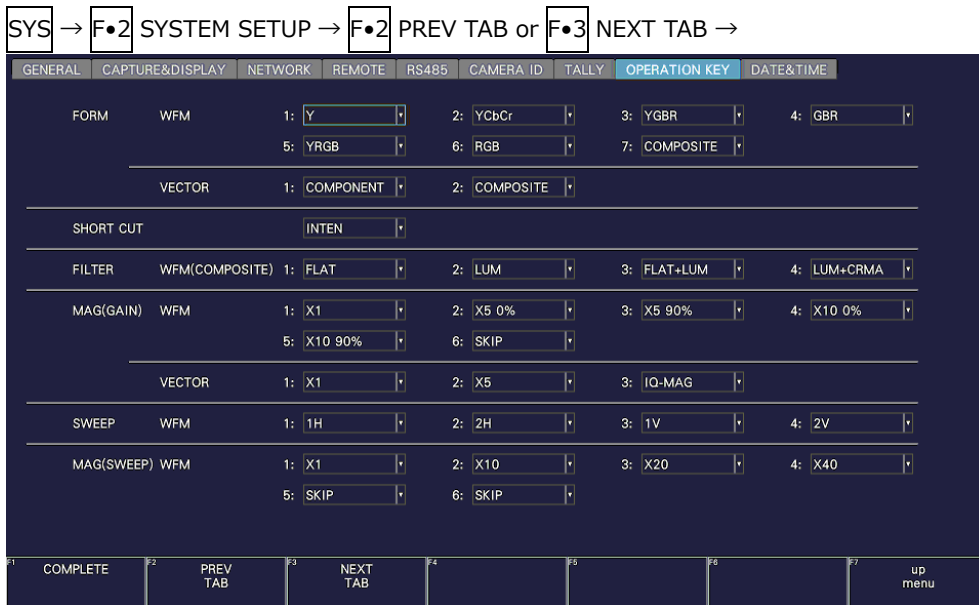 SYS → F•2 SYSTEM SETUP → F•2 PREV TAB or F•3 NEXT TAB →
GENERAL CAPTURE&DISPLAY NETWORK REMOTE RS485 CAMERA ID TALLY OPERATION KEY DATE&TIME
FORM WFM 1: Y 2: YCbCr 3: YGBR 4: GBR
5: YRGB 6: RGB 7: COMPOSITE
VECTOR 1: COMPONENT 2: COMPOSITE
SHORT CUT INTEN
FILTER WFM(COMPOSITE) 1: FLAT 2: LUM 3: FLAT+LUM 4: LUM+CRMA
MAG(GAIN) WFM 1: X1 2: X5 0% 3: X5 90% 4: X10 0%
5: X10 90% 6: SKIP
VECTOR 1: X1 2: X5 3: IQ-MAG
SWEEP WFM 1: 1H 2: 2H 3: 1V 4: 2V
MAG(SWEEP) WFM 1: X1 2: X10 3: X20 4: X40
5: SKIP 6: SKIP
F1 COMPLETE F2 PREV F3 NEXT F4 F5 F6 F7 up
TAB TAB menu